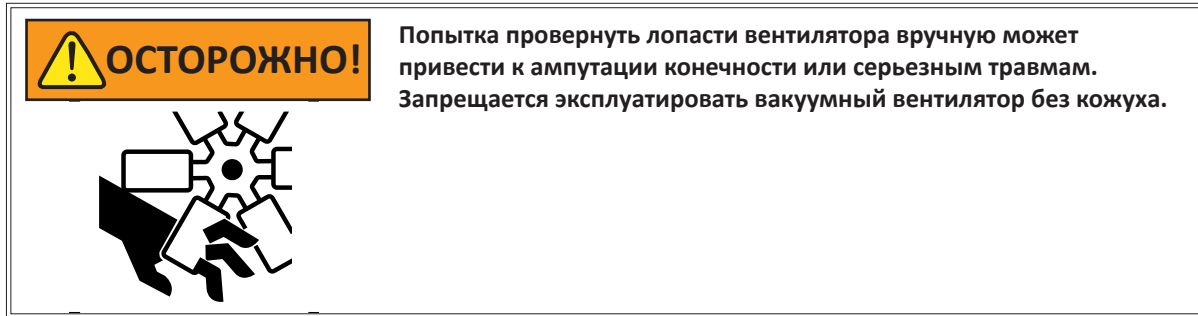 ОСТОРОЖНО!
Попытка провернуть лопасти вентилятора вручную может
привести к ампутации конечности или серьезным травмам.
Запрещается эксплуатировать вакуумный вентилятор без кожуха.